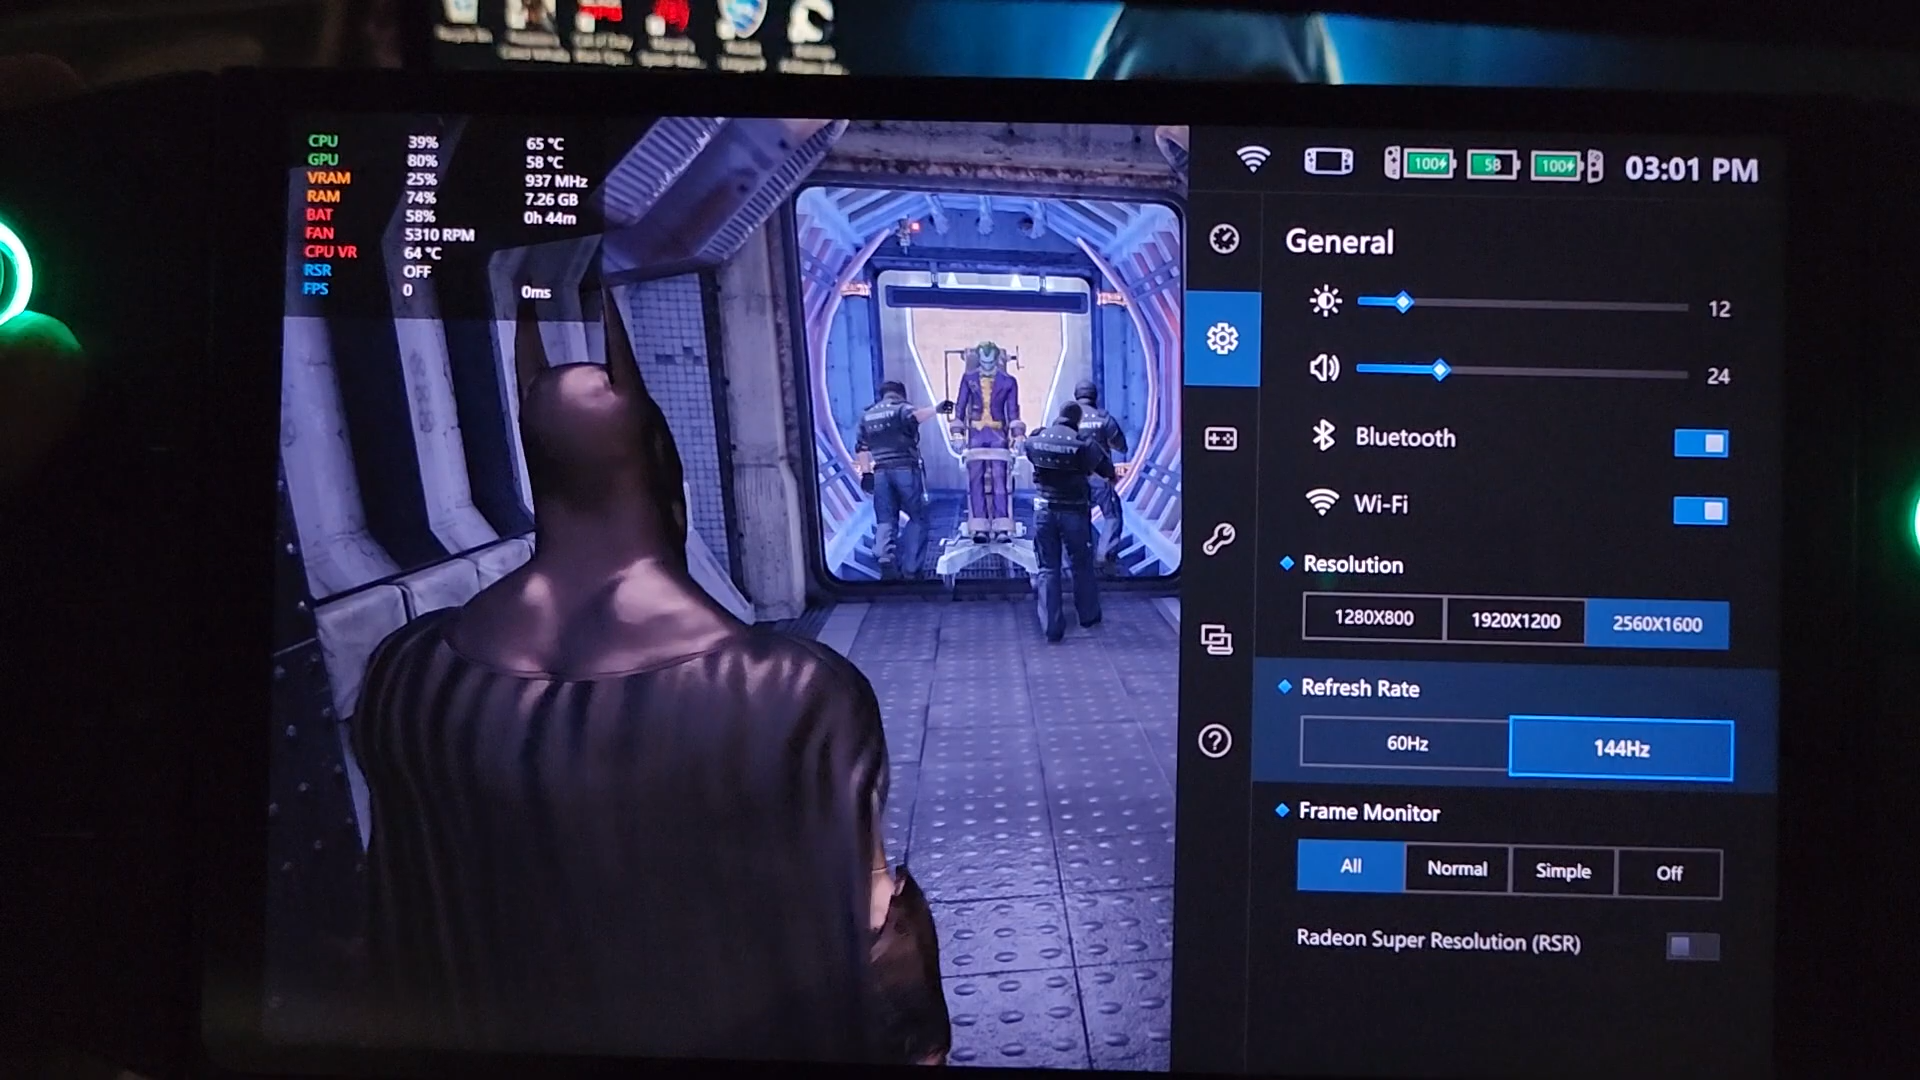 CPU 39% 65 °C
GPU 80% 58 °C
VRAM 25% 937 MHz
RAM 74% 7.26 GB
BAT 58% 0h 44m
FAN 5310 RPM
CPU VR 64 °C
RSR OFF
FPS 0 0ms
SECURITY
SECURITY
100 58 100 03:01 PM
General
12
24
Bluetooth
Wi-Fi
Resolution
1280X800 1920X1200 2560X1600
Refresh Rate
60Hz 144Hz
Frame Monitor
All Normal Simple Off
Radeon Super Resolution (RSR)